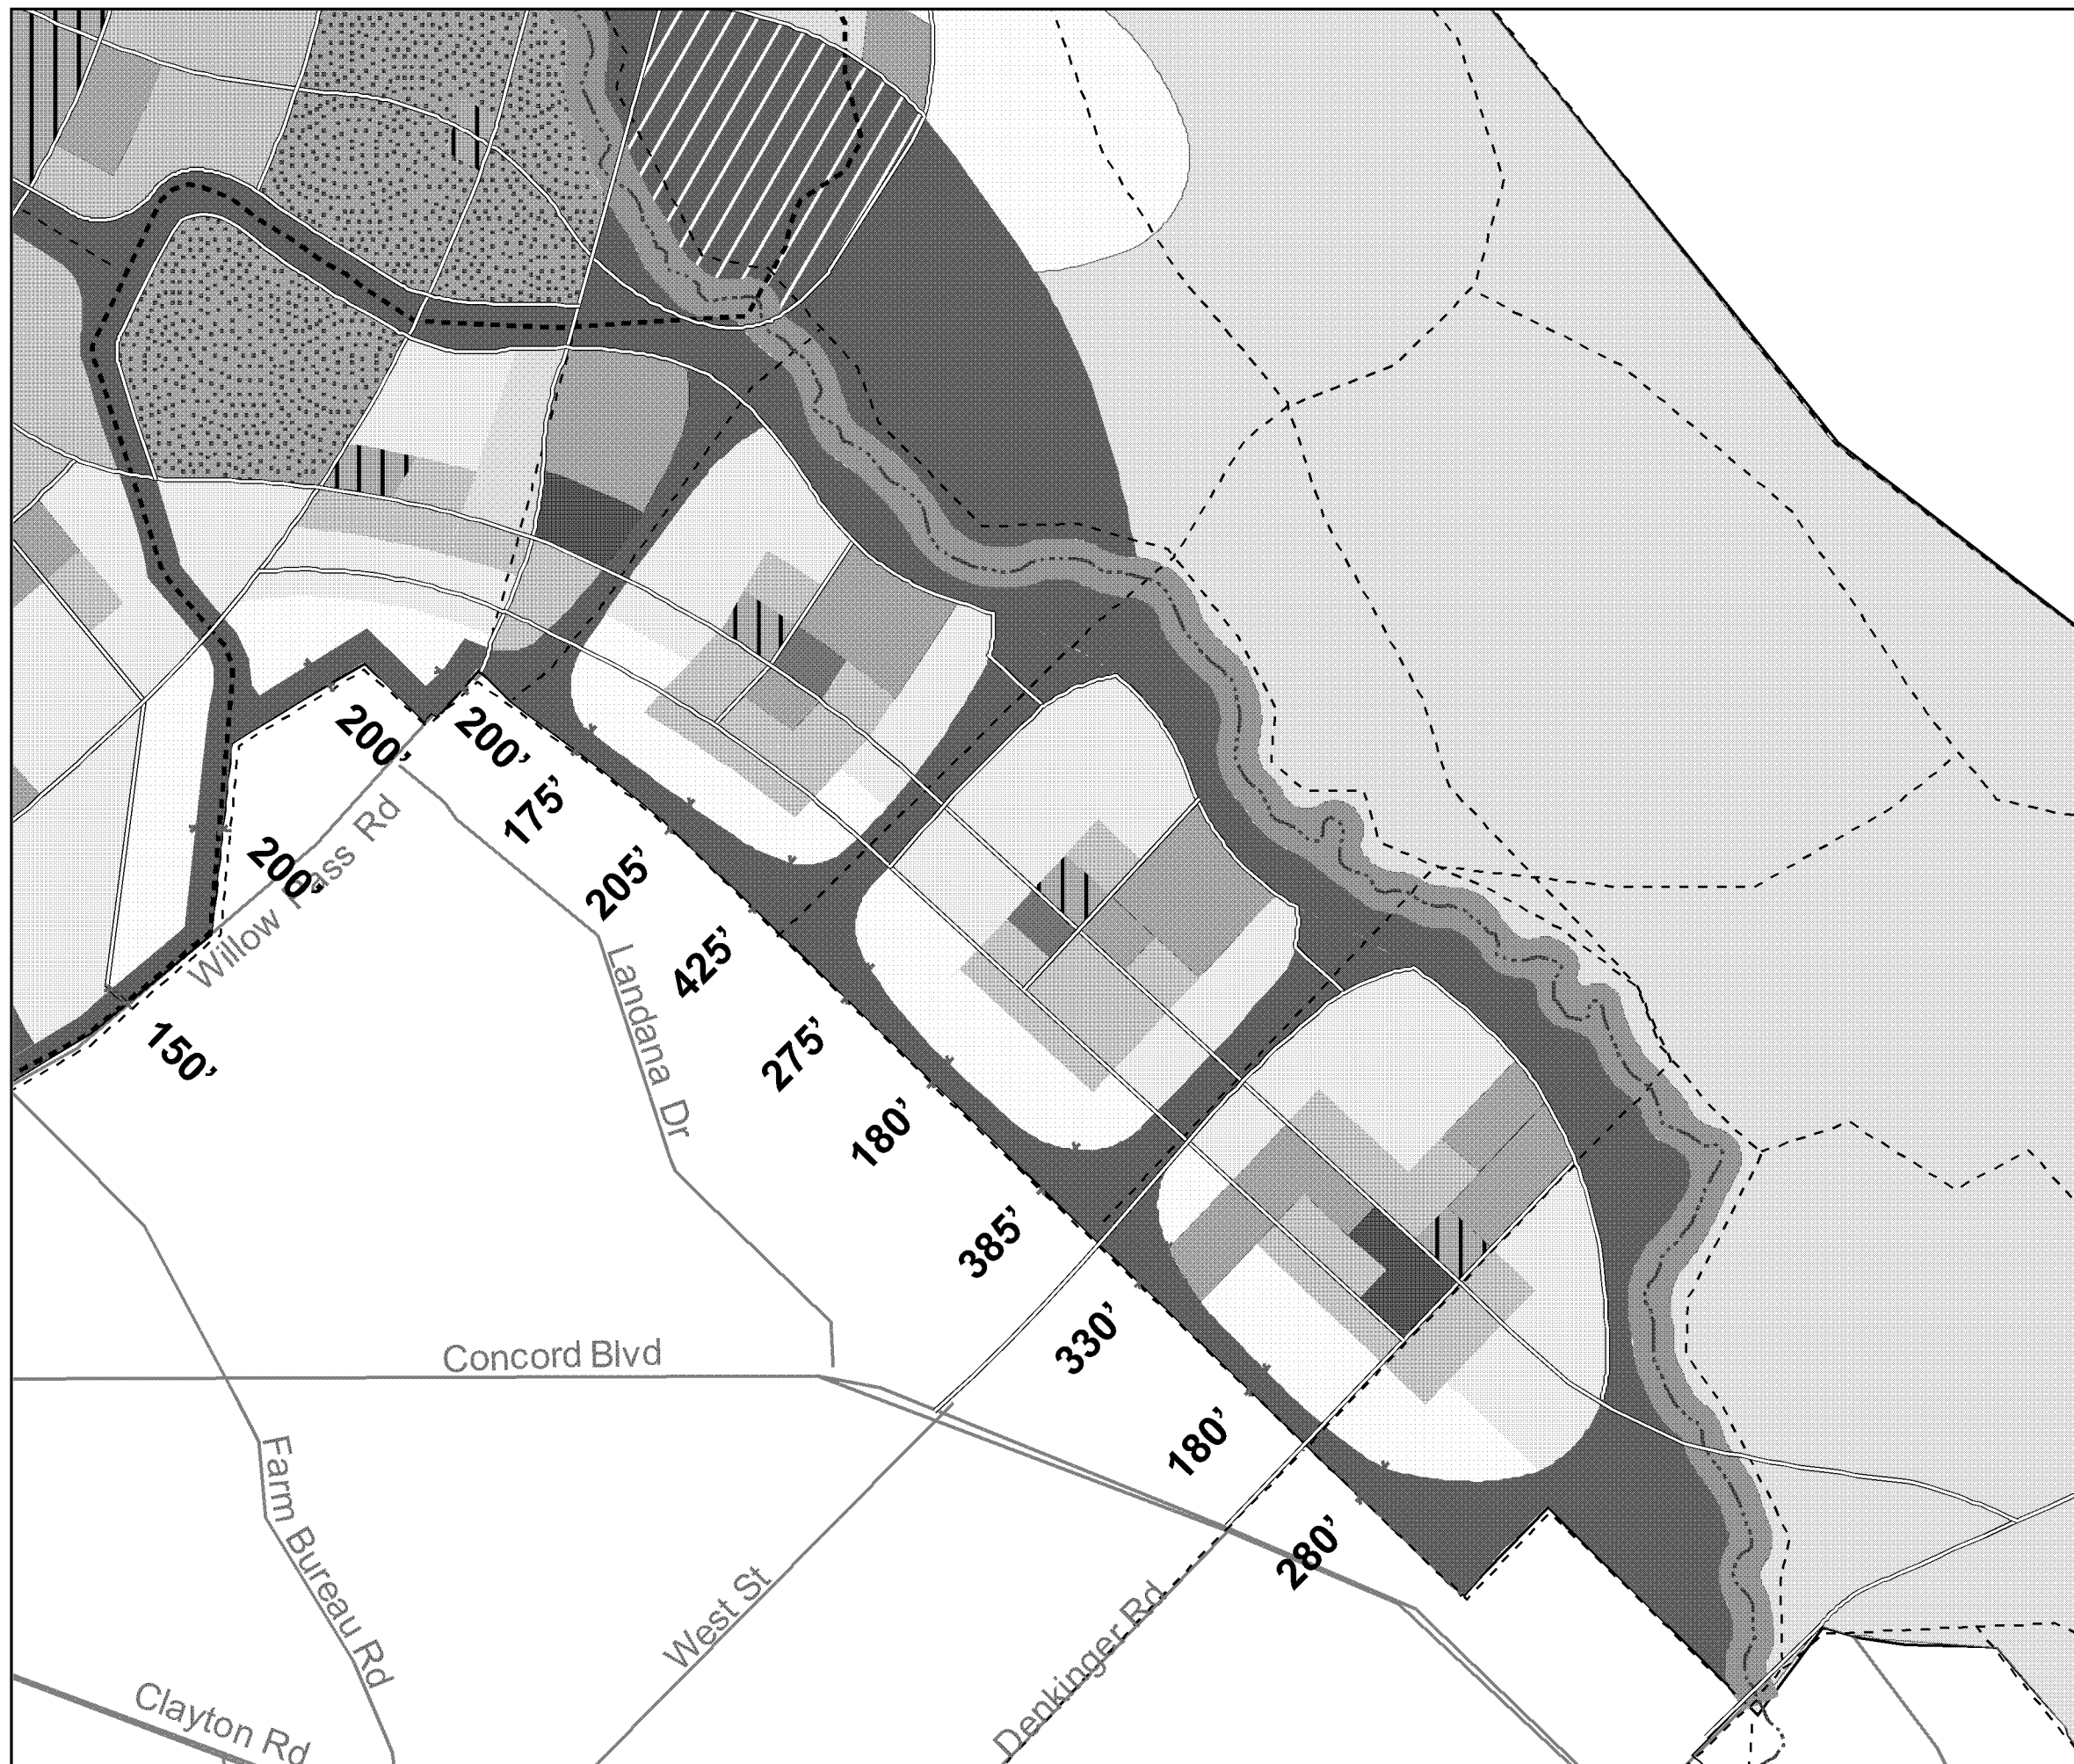 200’
200’
175’
200’
Willow Pass Rd
205’
425’
Landana Dr
150’
275’
180’
385’
330’
Concord Blvd
180’
Farm Bureau Rd
280’
West St
Denkinger Rd
Clayton Rd